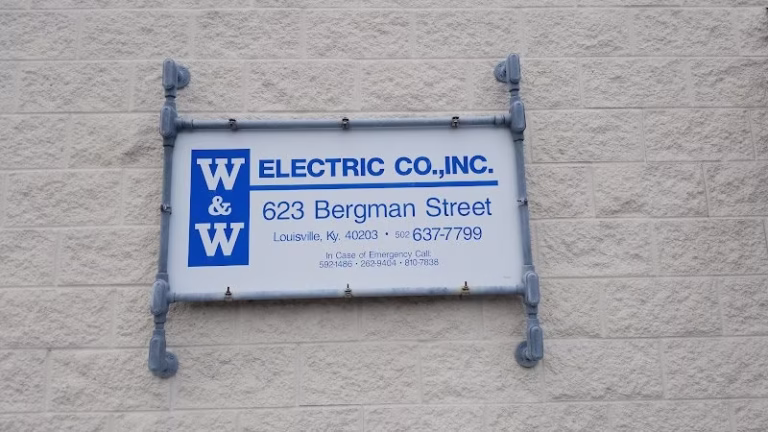 W
&
W
ELECTRIC CO.,INC.
623 Bergman Street
Louisville, Ky. 40203 • 502 637-7799
In Case of Emergency Call:
592-1486 • 262-9404 • 810-7838